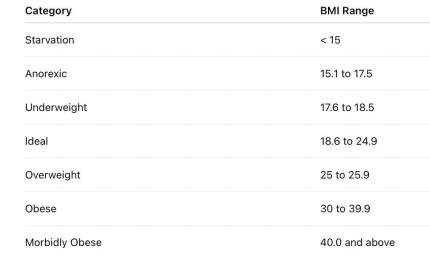 Category BMI Range
Starvation < 15
Anorexic 15.1 to 17.5
Underweight 17.6 to 18.5
Ideal 18.6 to 24.9
Overweight 25 to 25.9
Obese 30 to 39.9
Morbidly Obese 40.0 and above